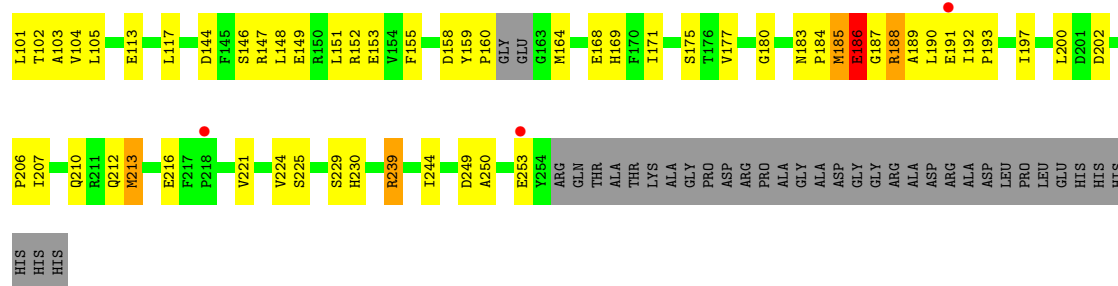 L101 T102 A103 V104 L105 E113 L117 D144 F145 S146 R147 L148 E149 R150 L151 R152 E153 V154 F155 D158 Y159 P160 GLY GLU G163 M164 E168 H169 F170 I171 S175 T176 V177 G180 N183 P184 M185 E186 G187 R188 A189 L190 E191 I192 P193 I197 L200 D201 D202
P206 I207 Q210 R211 Q212 M213 E216 F217 P218 V221 V224 S225 S229 H230 R239 I244 D249 A250 E253 Y254 ARG GLN THR ALA THR LYS ALA GLY PRO ASP ARG PRO ALA GLY ALA ASP GLY GLY ARG ALA ASP ARG ALA ASP LEU PRO LEU GLU HIS HIS HIS
HIS HIS HIS